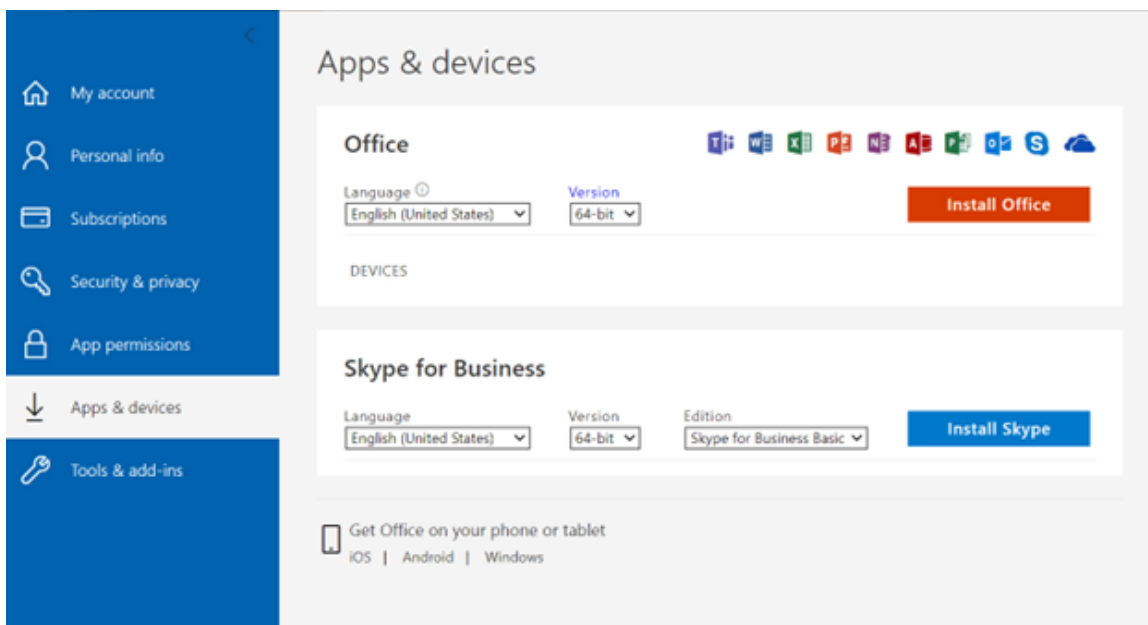 My account
Personal info
Subscriptions
Security & privacy
App permissions
Apps & devices
Tools & add-ins
Apps & devices
Office
Language Version
English (United States) 64-bit Install Office
DEVICES
Skype for Business
Language Version Edition
English (United States) 64-bit Skype for Business Basic Install Skype
Get Office on your phone or tablet
iOS | Android | Windows